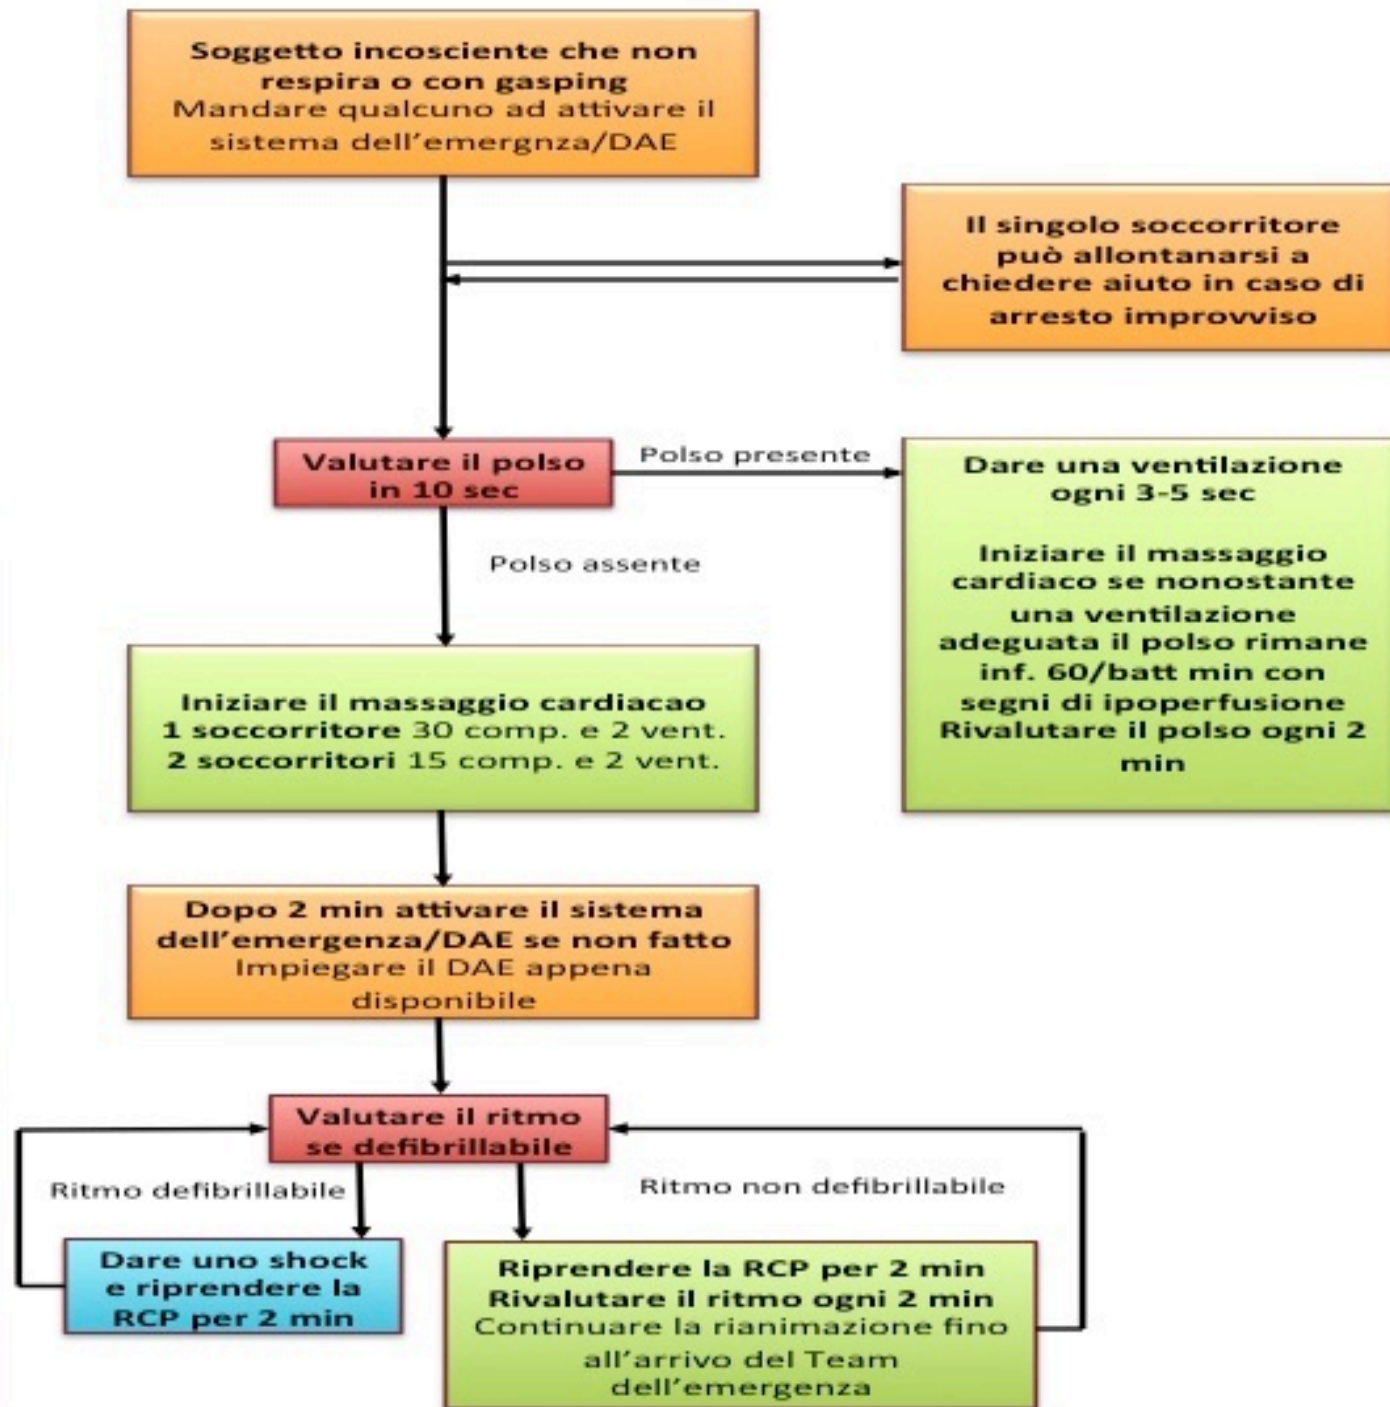 Soggetto incosciente che non
respira o con gasping
Mandare qualcuno ad attivare il
sistema dell'emergnza/DAE
Il singolo soccorritore
può allontanarsi a
chiedere aiuto in caso di
arresto improvviso
Valutare il polso
in 10 sec
Polso presente
Dare una ventilazione
ogni 3-5 sec
Iniziare il massaggio
cardiaco se nonostante
una ventilazione
adeguata il polso rimane
inf. 60/batt min con
segni di ipoperfusione
Rivalutare il polso ogni 2
min
Polso assente
Iniziare il massaggio cardiacao
1 soccorritore 30 comp. e 2 vent.
2 soccorritori 15 comp. e 2 vent.
Dopo 2 min attivare il sistema
dell'emergenza/DAE se non fatto
Impiegare il DAE appena
disponibile
Valutare il ritmo
se defibrillabile
Ritmo defibrillabile
Ritmo non defibrillabile
Dare uno shock
e riprendere la
RCP per 2 min
Riprendere la RCP per 2 min
Rivalutare il ritmo ogni 2 min
Continuare la rianimazione fino
all'arrivo del Team
dell'emergenza